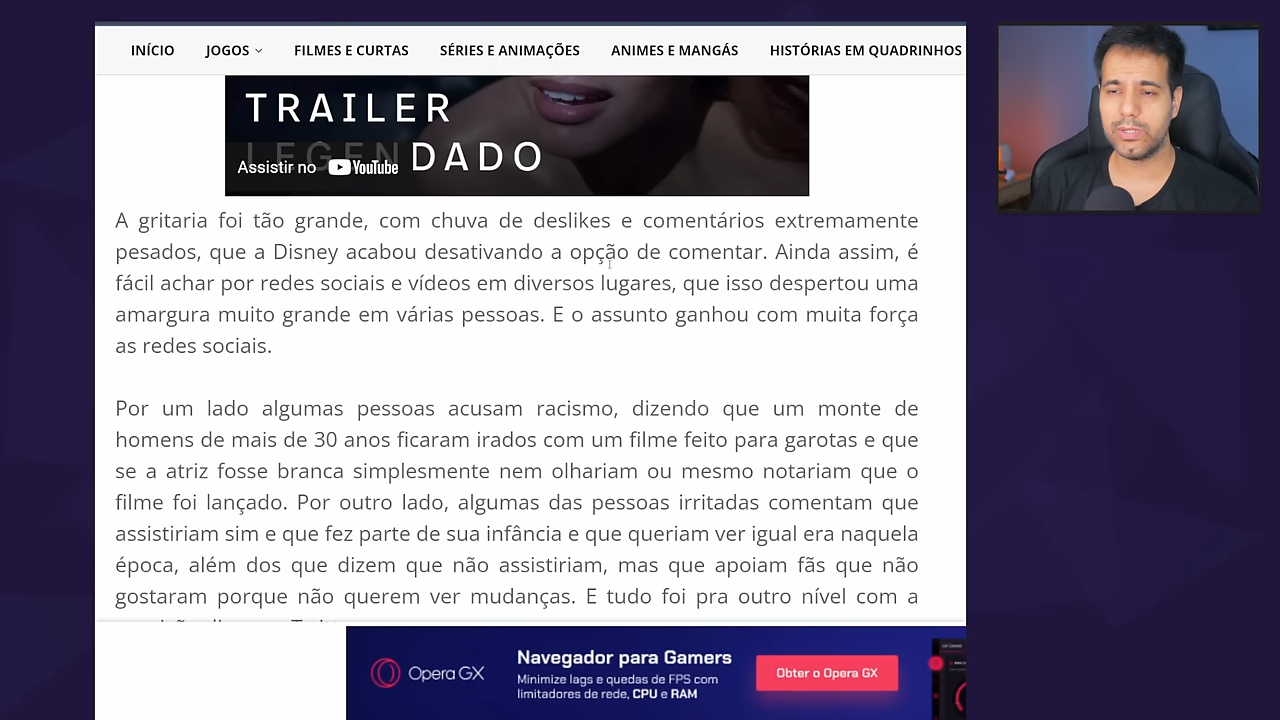 INÍCIO JOGOS FILMES E CURTAS SÉRIES E ANIMAÇÕES ANIMES E MANGÁS HISTÓRIAS EM QUADRINHOS
TRAILER
LEGENDADO
Assistir no YouTube
A gritaria foi tão grande, com chuva de deslikes e comentários extremamente
pesados, que a Disney acabou desativando a opção de comentar. Ainda assim, é
fácil achar por redes sociais e vídeos em diversos lugares, que isso despertou uma
amargura muito grande em várias pessoas. E o assunto ganhou com muita força
as redes sociais.
Por um lado algumas pessoas acusam racismo, dizendo que um monte de
homens de mais de 30 anos ficaram irados com um filme feito para garotas e que
se a atriz fosse branca simplesmente nem olhariam ou mesmo notariam que o
filme foi lançado. Por outro lado, algumas das pessoas irritadas comentam que
assistiriam sim e que fez parte de sua infância e que queriam ver igual era naquela
época, além dos que dizem que não assistiriam, mas que apoiam fãs que não
gostaram porque não querem ver mudanças. E tudo foi pra outro nível com a
Opera GX
Navegador para Gamers
Minimize lags e quedas de FPS com
limitadores de rede, CPU e RAM
Obter o Opera GX